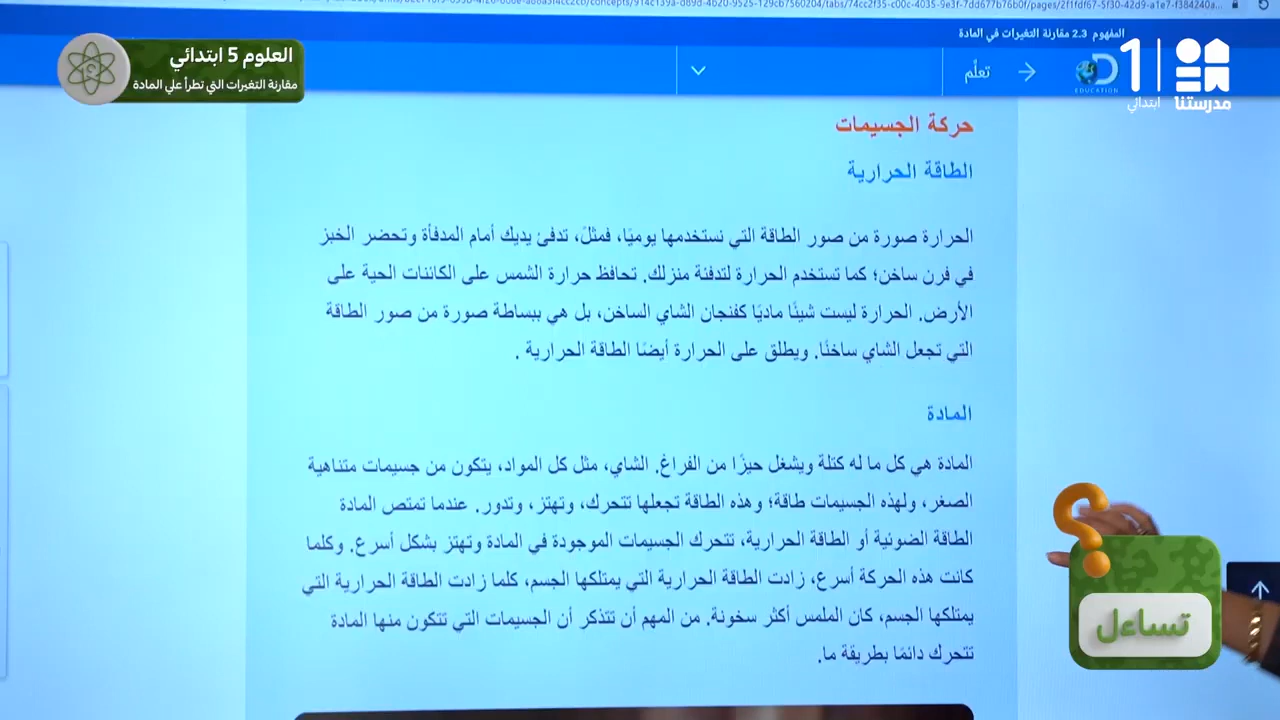 المفهوم 2.3 مقارنة التغيرات في المادة
تعلّم
EDUCATION
1
ابتدائي
مدرستنا
العلوم 5 ابتدائي
مقارنة التغيرات التي تطرأ علي المادة
حركة الجسيمات
الطاقة الحرارية
الحرارة صورة من صور الطاقة التي نستخدمها يوميًا، فمثلً، تدفئ يديك أمام المدفأة وتحضر الخبز
في فرن ساخن؛ كما تستخدم الحرارة لتدفئة منزلك. تحافظ حرارة الشمس على الكائنات الحية على
الأرض. الحرارة ليست شيئًا ماديًا كفنجان الشاي الساخن، بل هي ببساطة صورة من صور الطاقة
التي تجعل الشاي ساخنًا. ويطلق على الحرارة أيضًا الطاقة الحرارية .
المادة
المادة هي كل ما له كتلة ويشغل حيزًا من الفراغ. الشاي، مثل كل المواد، يتكون من جسيمات متناهية
الصغر، ولهذه الجسيمات طاقة؛ وهذه الطاقة تجعلها تتحرك، وتهتز، وتدور. عندما تمتص المادة
الطاقة الضوئية أو الطاقة الحرارية، تتحرك الجسيمات الموجودة في المادة وتهتز بشكل أسرع. وكلما
كانت هذه الحركة أسرع، زادت الطاقة الحرارية التي يمتلكها الجسم، كلما زادت الطاقة الحرارية التي
يمتلكها الجسم، كان الملمس أكثر سخونة. من المهم أن تتذكر أن الجسيمات التي تتكون منها المادة
تتحرك دائمًا بطريقة ما.
تساءل